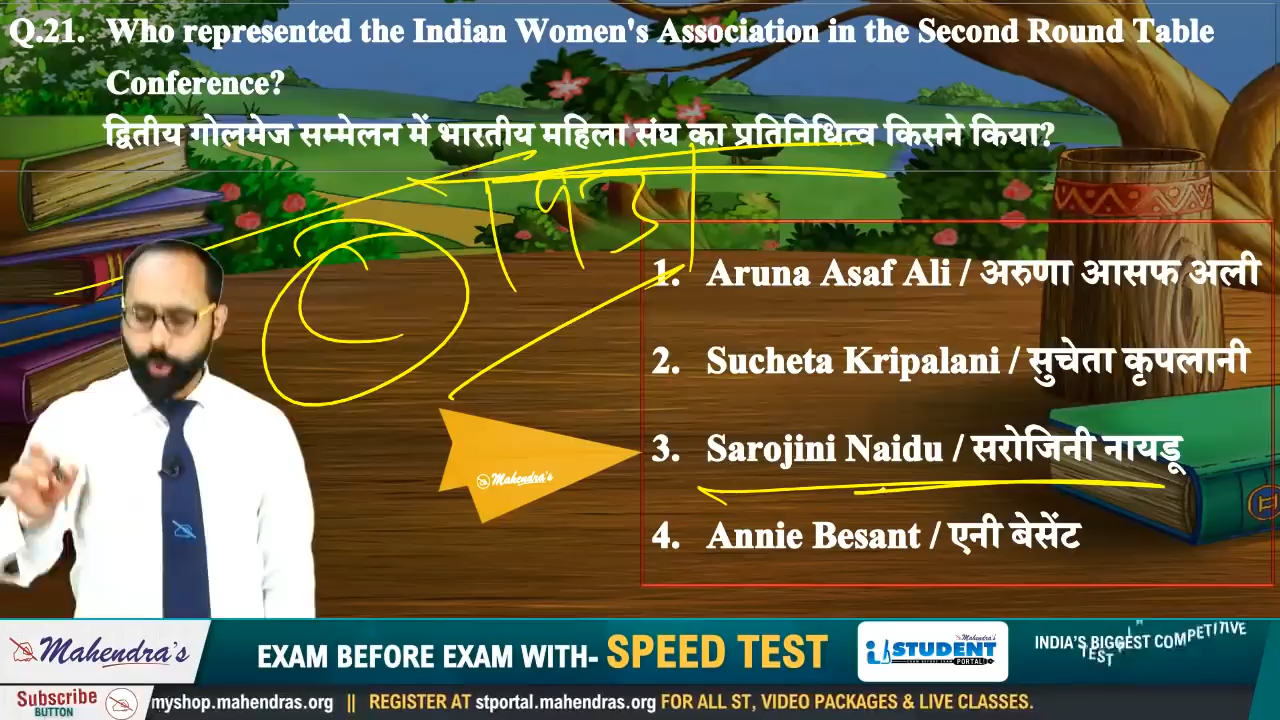 Q.21. Who represented the Indian Women's Association in the Second Round Table
Conference?
द्वितीय गोलमेज सम्मेलन में भारतीय महिला संघ का प्रतिनिधित्व किसने किया?
1. Aruna Asaf Ali / अरुणा आसफ अली
2. Sucheta Kripalani / सुचेता कृपलानी
3. Sarojini Naidu / सरोजिनी नायडू
4. Annie Besant / एनी बेसेंट
Mahendra's
Mahendra's
EXAM BEFORE EXAM WITH- SPEED TEST
Mahendra's
STUDENT
PORTAL
INDIA'S BIGGEST COMPETITIVE
TEST
Subscribe
BUTTON
myshop.mahendras.org || REGISTER AT stportal.mahendras.org FOR ALL ST, VIDEO PACKAGES & LIVE CLASSES.